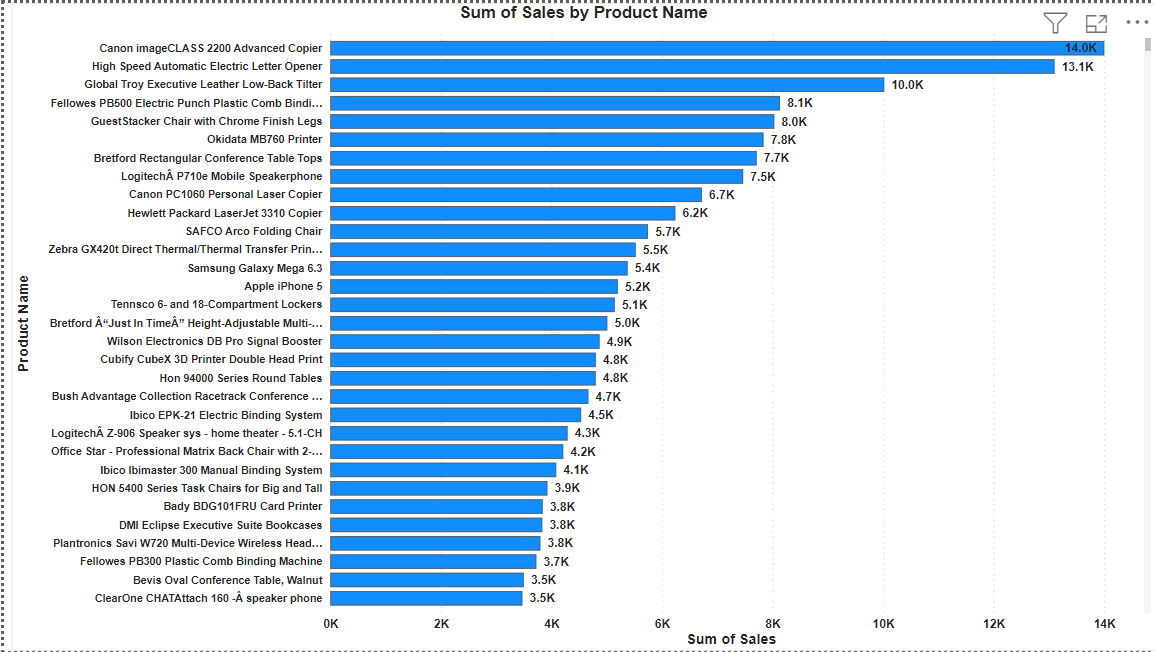 Sum of Sales by Product Name
Canon imageCLASS 2200 Advanced Copier 14.0K
High Speed Automatic Electric Letter Opener 13.1K
Global Troy Executive Leather Low-Back Tilter 10.0K
Fellowes PB500 Electric Punch Plastic Comb Bindi... 8.1K
GuestStacker Chair with Chrome Finish Legs 8.0K
Okidata MB760 Printer 7.8K
Bretford Rectangular Conference Table Tops 7.7K
LogitechÂ P710e Mobile Speakerphone 7.5K
Canon PC1060 Personal Laser Copier 6.7K
Hewlett Packard LaserJet 3310 Copier 6.2K
SAFCO Arco Folding Chair 5.7K
Zebra GX420t Direct Thermal/Thermal Transfer Prin... 5.5K
Samsung Galaxy Mega 6.3 5.4K
Apple iPhone 5 5.2K
Tennsco 6- and 18-Compartment Lockers 5.1K
Bretford Â“Just In TimeÂ” Height-Adjustable Multi-... 5.0K
Wilson Electronics DB Pro Signal Booster 4.9K
Cubify CubeX 3D Printer Double Head Print 4.8K
Hon 94000 Series Round Tables 4.8K
Bush Advantage Collection Racetrack Conference ... 4.7K
Ibico EPK-21 Electric Binding System 4.5K
LogitechÂ Z-906 Speaker sys - home theater - 5.1-CH 4.3K
Office Star - Professional Matrix Back Chair with 2-... 4.2K
Ibico Ibimaster 300 Manual Binding System 4.1K
HON 5400 Series Task Chairs for Big and Tall 3.9K
Bady BDG101FRU Card Printer 3.8K
DMI Eclipse Executive Suite Bookcases 3.8K
Plantronics Savi W720 Multi-Device Wireless Head... 3.8K
Fellowes PB300 Plastic Comb Binding Machine 3.7K
Bevis Oval Conference Table, Walnut 3.5K
ClearOne CHATAttach 160 -Â speaker phone 3.5K
Product Name
0K 2K 4K 6K 8K 10K 12K 14K
Sum of Sales